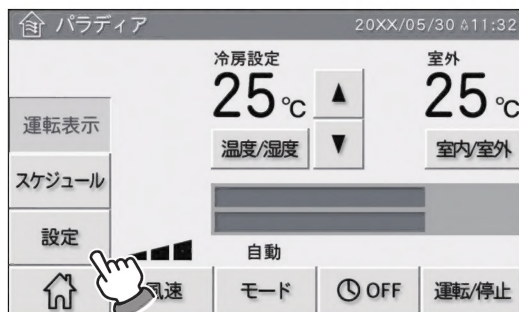 パラディア 20XX/05/30 11:32
冷房設定 室外
25℃ ▲ 25℃
運転表示
温度/湿度 ▼ 室内/室外
スケジュール
設定
自動
風速 モード OFF 運転/停止